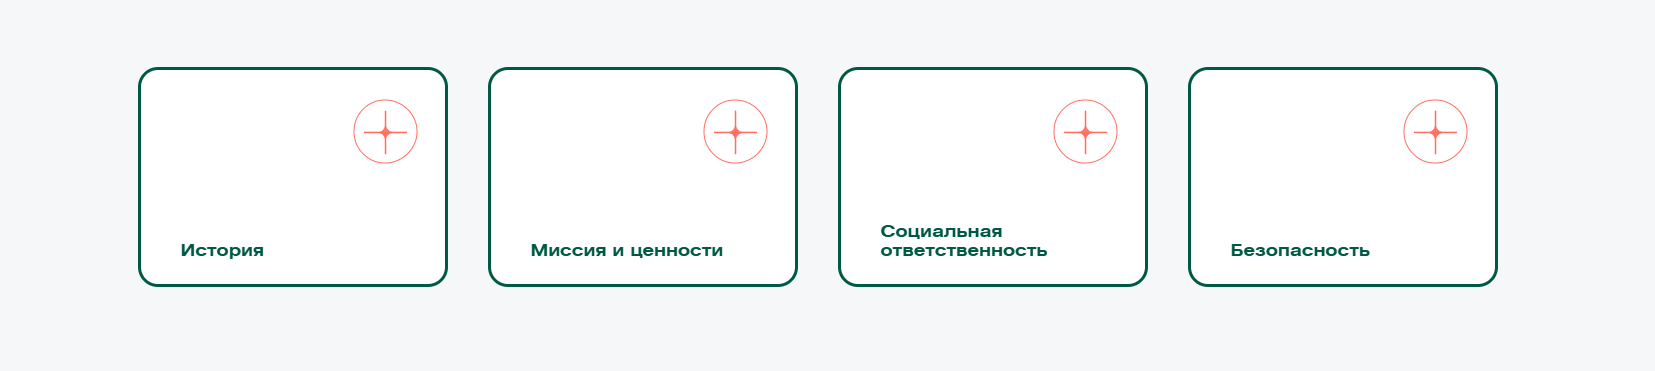 История
Миссия и ценности
Социальная
ответственность
Безопасность